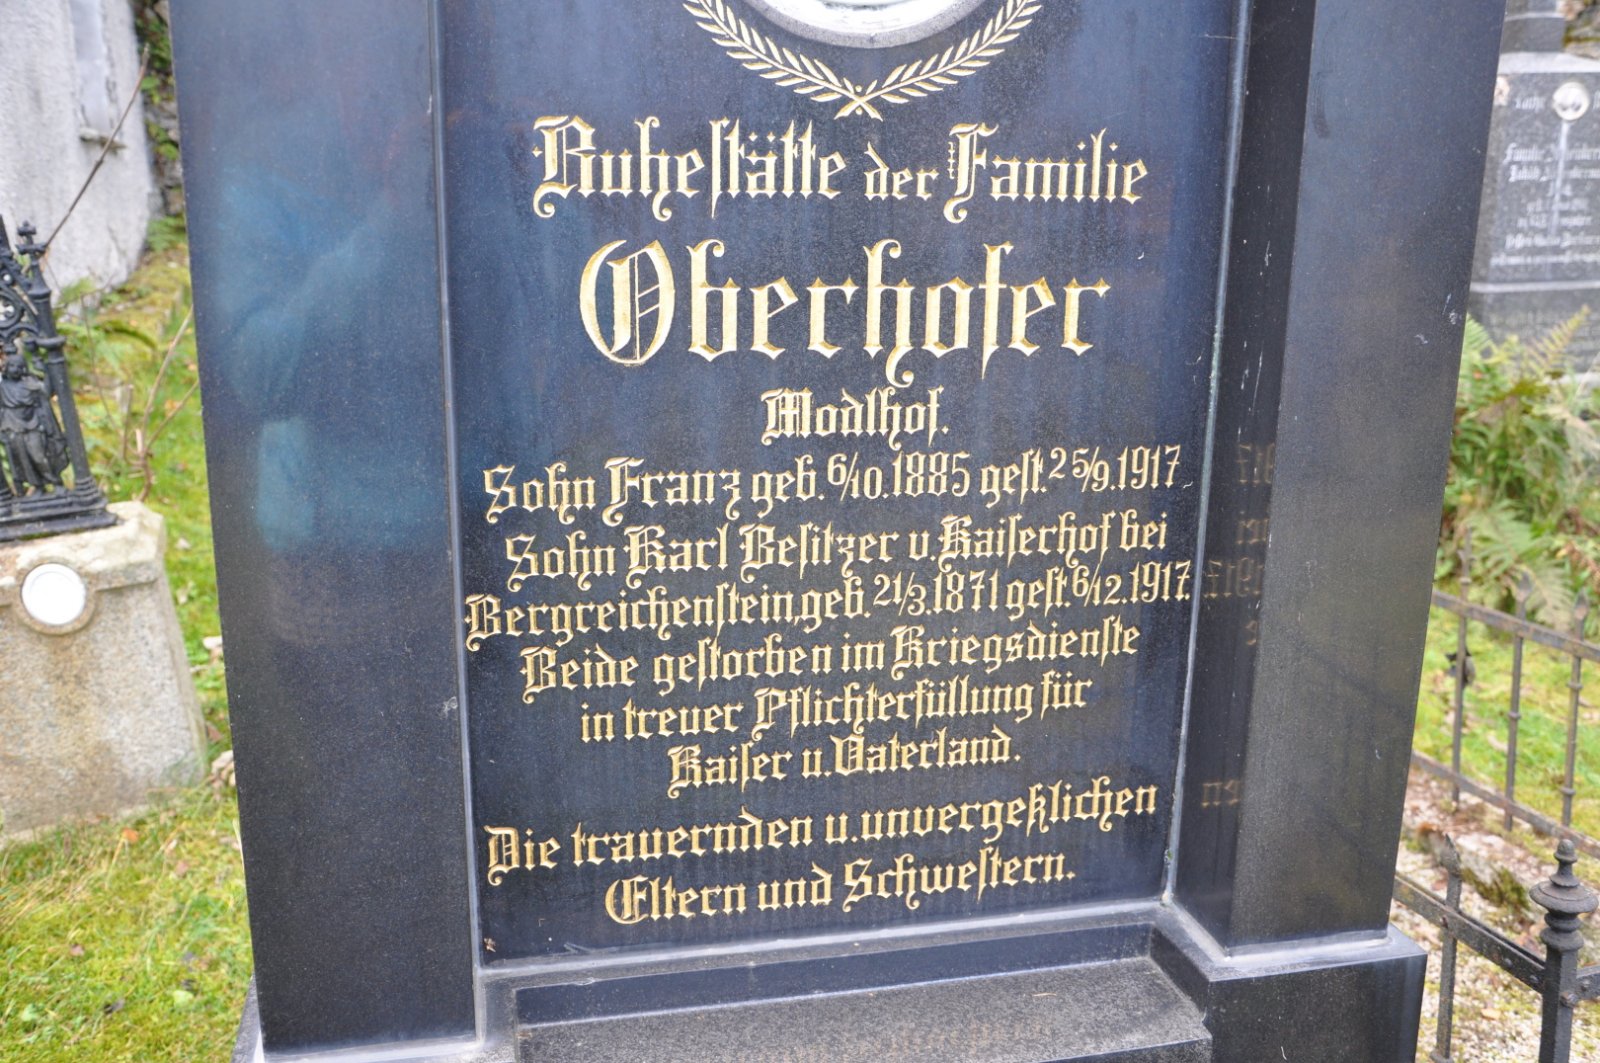 Ruhestätte der Familie
Oberhofer
Modlhof.
Sohn Franz geb. 6/10. 1885 gest. 25/9. 1917
Sohn Karl Besitzer v. Kaiserhof bei
Bergreichenstein, geb. 21/3. 1871 gest. 6/12. 1917.
Beide gestorben im Kriegsdienste
in treuer Pflichterfüllung für
Kaiser u. Vaterland.
Die trauernden u. unvergeßlichen
Eltern und Schwestern.
Familie